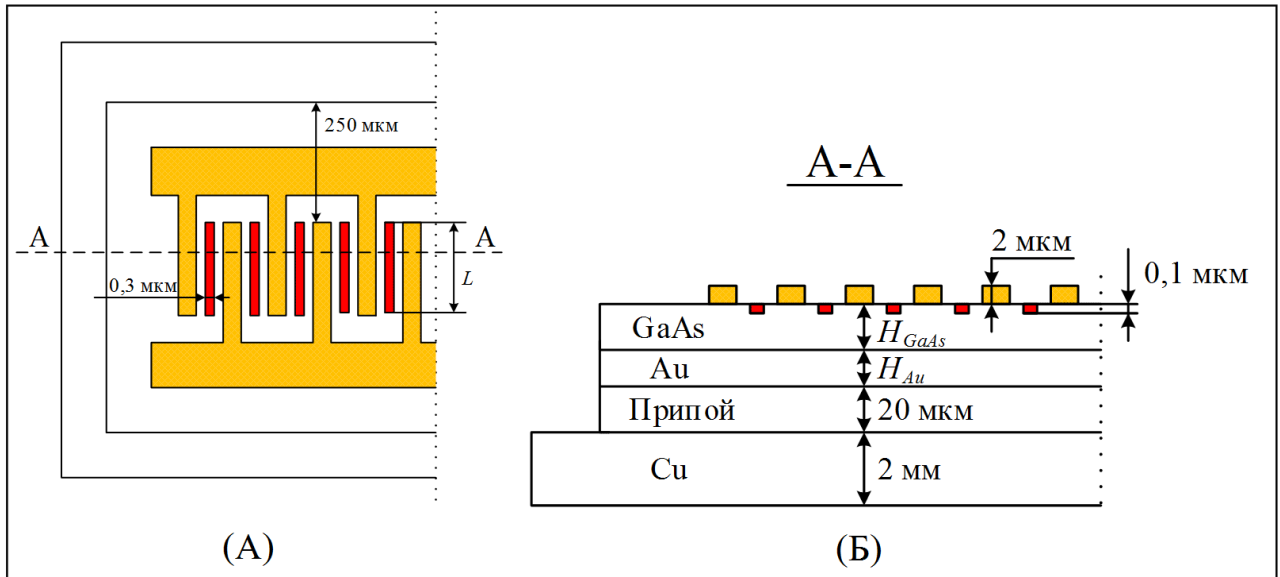 250 мкм
А
А
0,3 мкм
L
(А)
А-А
2 мкм
0,1 мкм
GaAs
H_GaAs
Au
H_Au
Припой
20 мкм
Cu
2 мм
(Б)